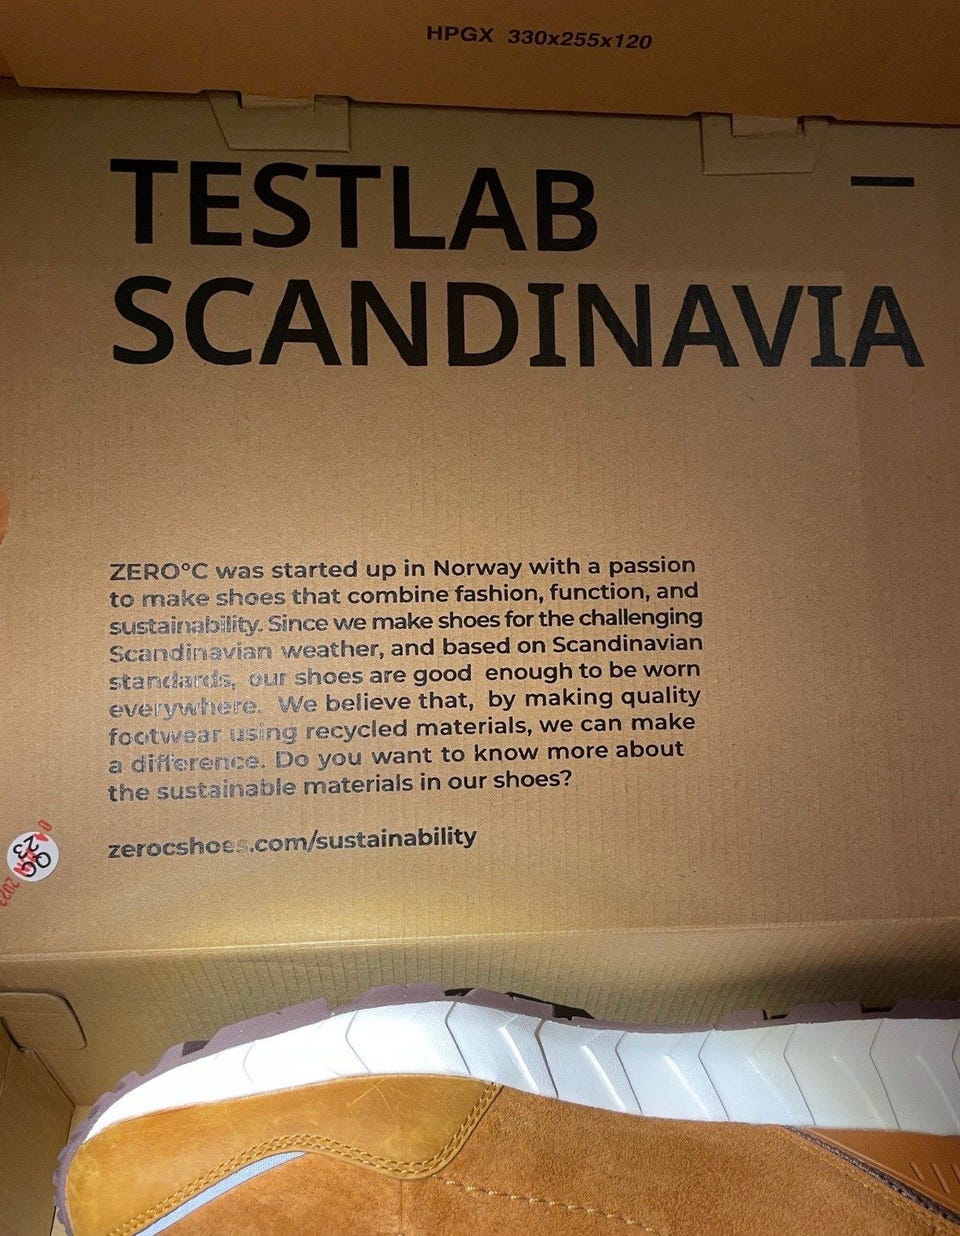 HPGX 330x255x120
TESTLAB —
SCANDINAVIA
ZERO°C was started up in Norway with a passion
to make shoes that combine fashion, function, and
sustainability. Since we make shoes for the challenging
Scandinavian weather, and based on Scandinavian
standards, our shoes are good enough to be worn
everywhere. We believe that, by making quality
footwear using recycled materials, we can make
a difference. Do you want to know more about
the sustainable materials in our shoes?
zerocshoes.com/sustainability
QC
23
2023